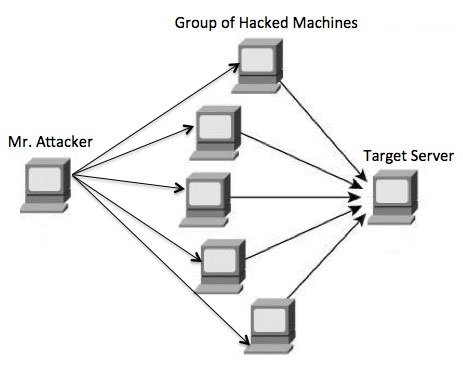 Group of Hacked Machines
Mr. Attacker
Target Server